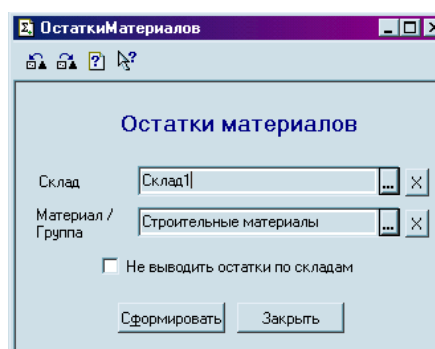 ОстаткиМатериалов
Остатки материалов
Склад Склад1 ... X
Материал / Группа Строительные материалы ... X
Не выводить остатки по складам
Сформировать Закрыть